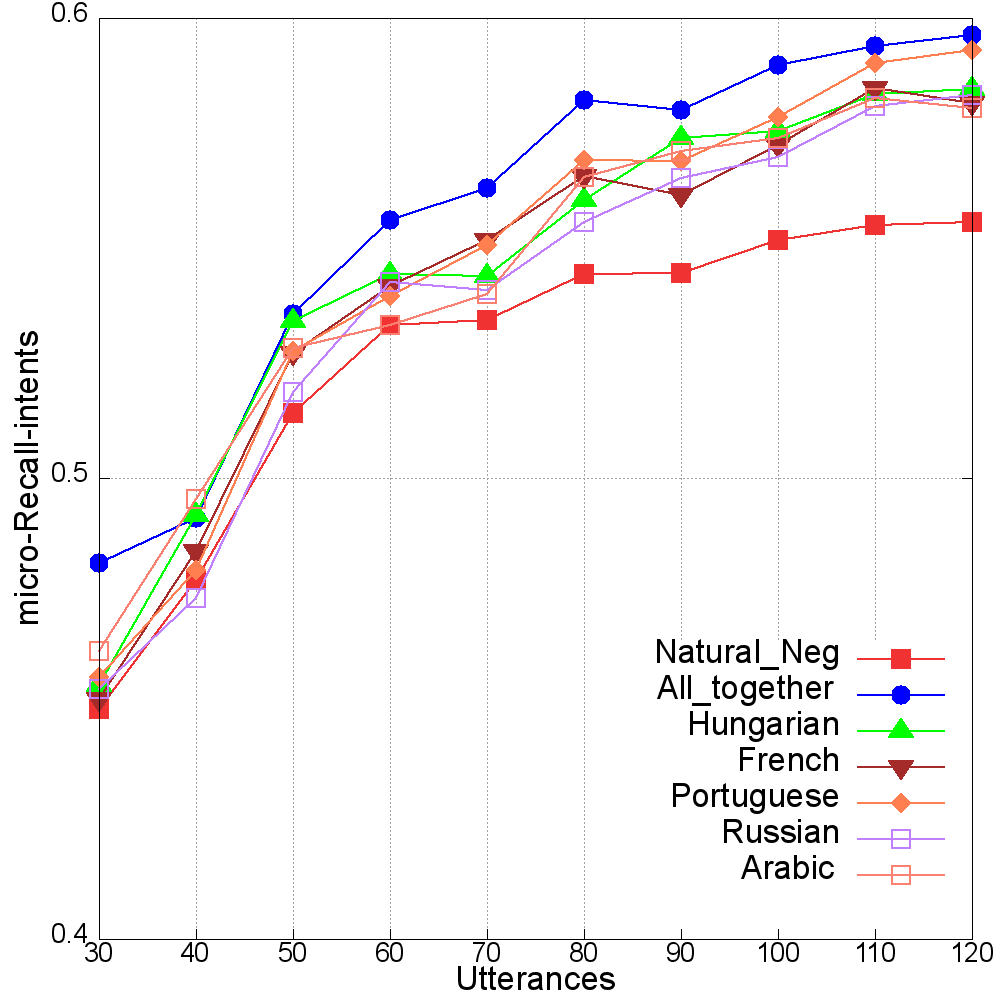 micro-Recall-intents
0.6
0.5
0.4
Natural_Neg
All_together
Hungarian
French
Portuguese
Russian
Arabic
30 40 50 60 70 80 90 100 110 120
Utterances